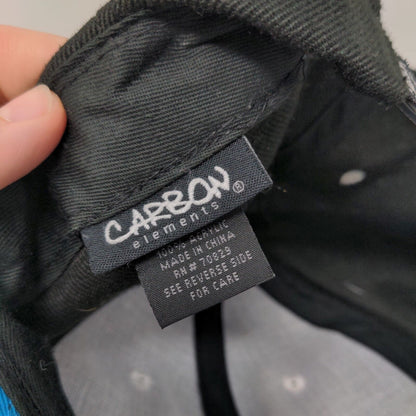 CARBON
elements®
100% ACRYLIC
MADE IN CHINA
RN# 70829
SEE REVERSE SIDE
FOR CARE